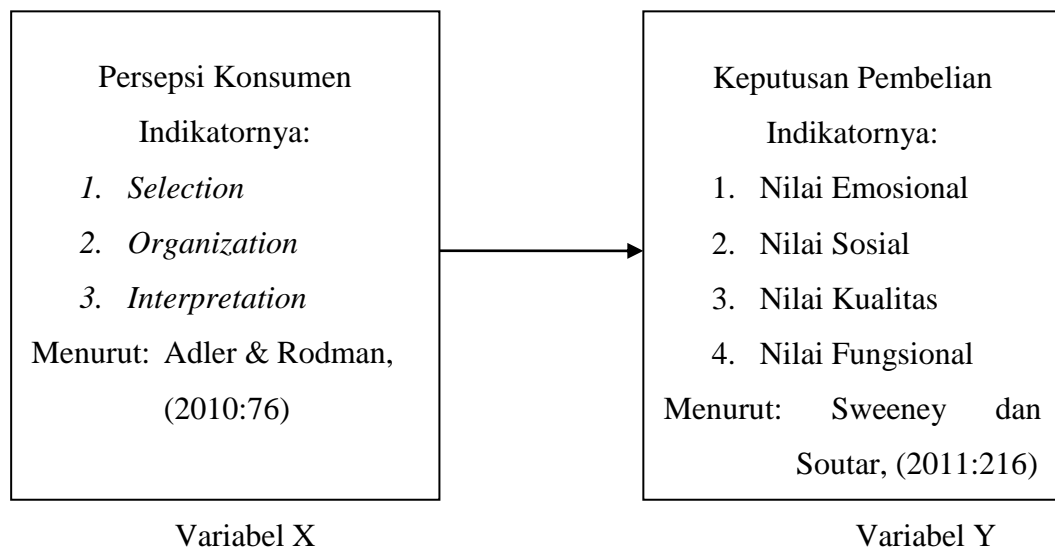 Persepsi Konsumen
Indikatornya:
1. Selection
2. Organization
3. Interpretation
Menurut: Adler & Rodman,
(2010:76)
Variabel X
Keputusan Pembelian
Indikatornya:
1. Nilai Emosional
2. Nilai Sosial
3. Nilai Kualitas
4. Nilai Fungsional
Menurut: Sweeney dan
Soutar, (2011:216)
Variabel Y